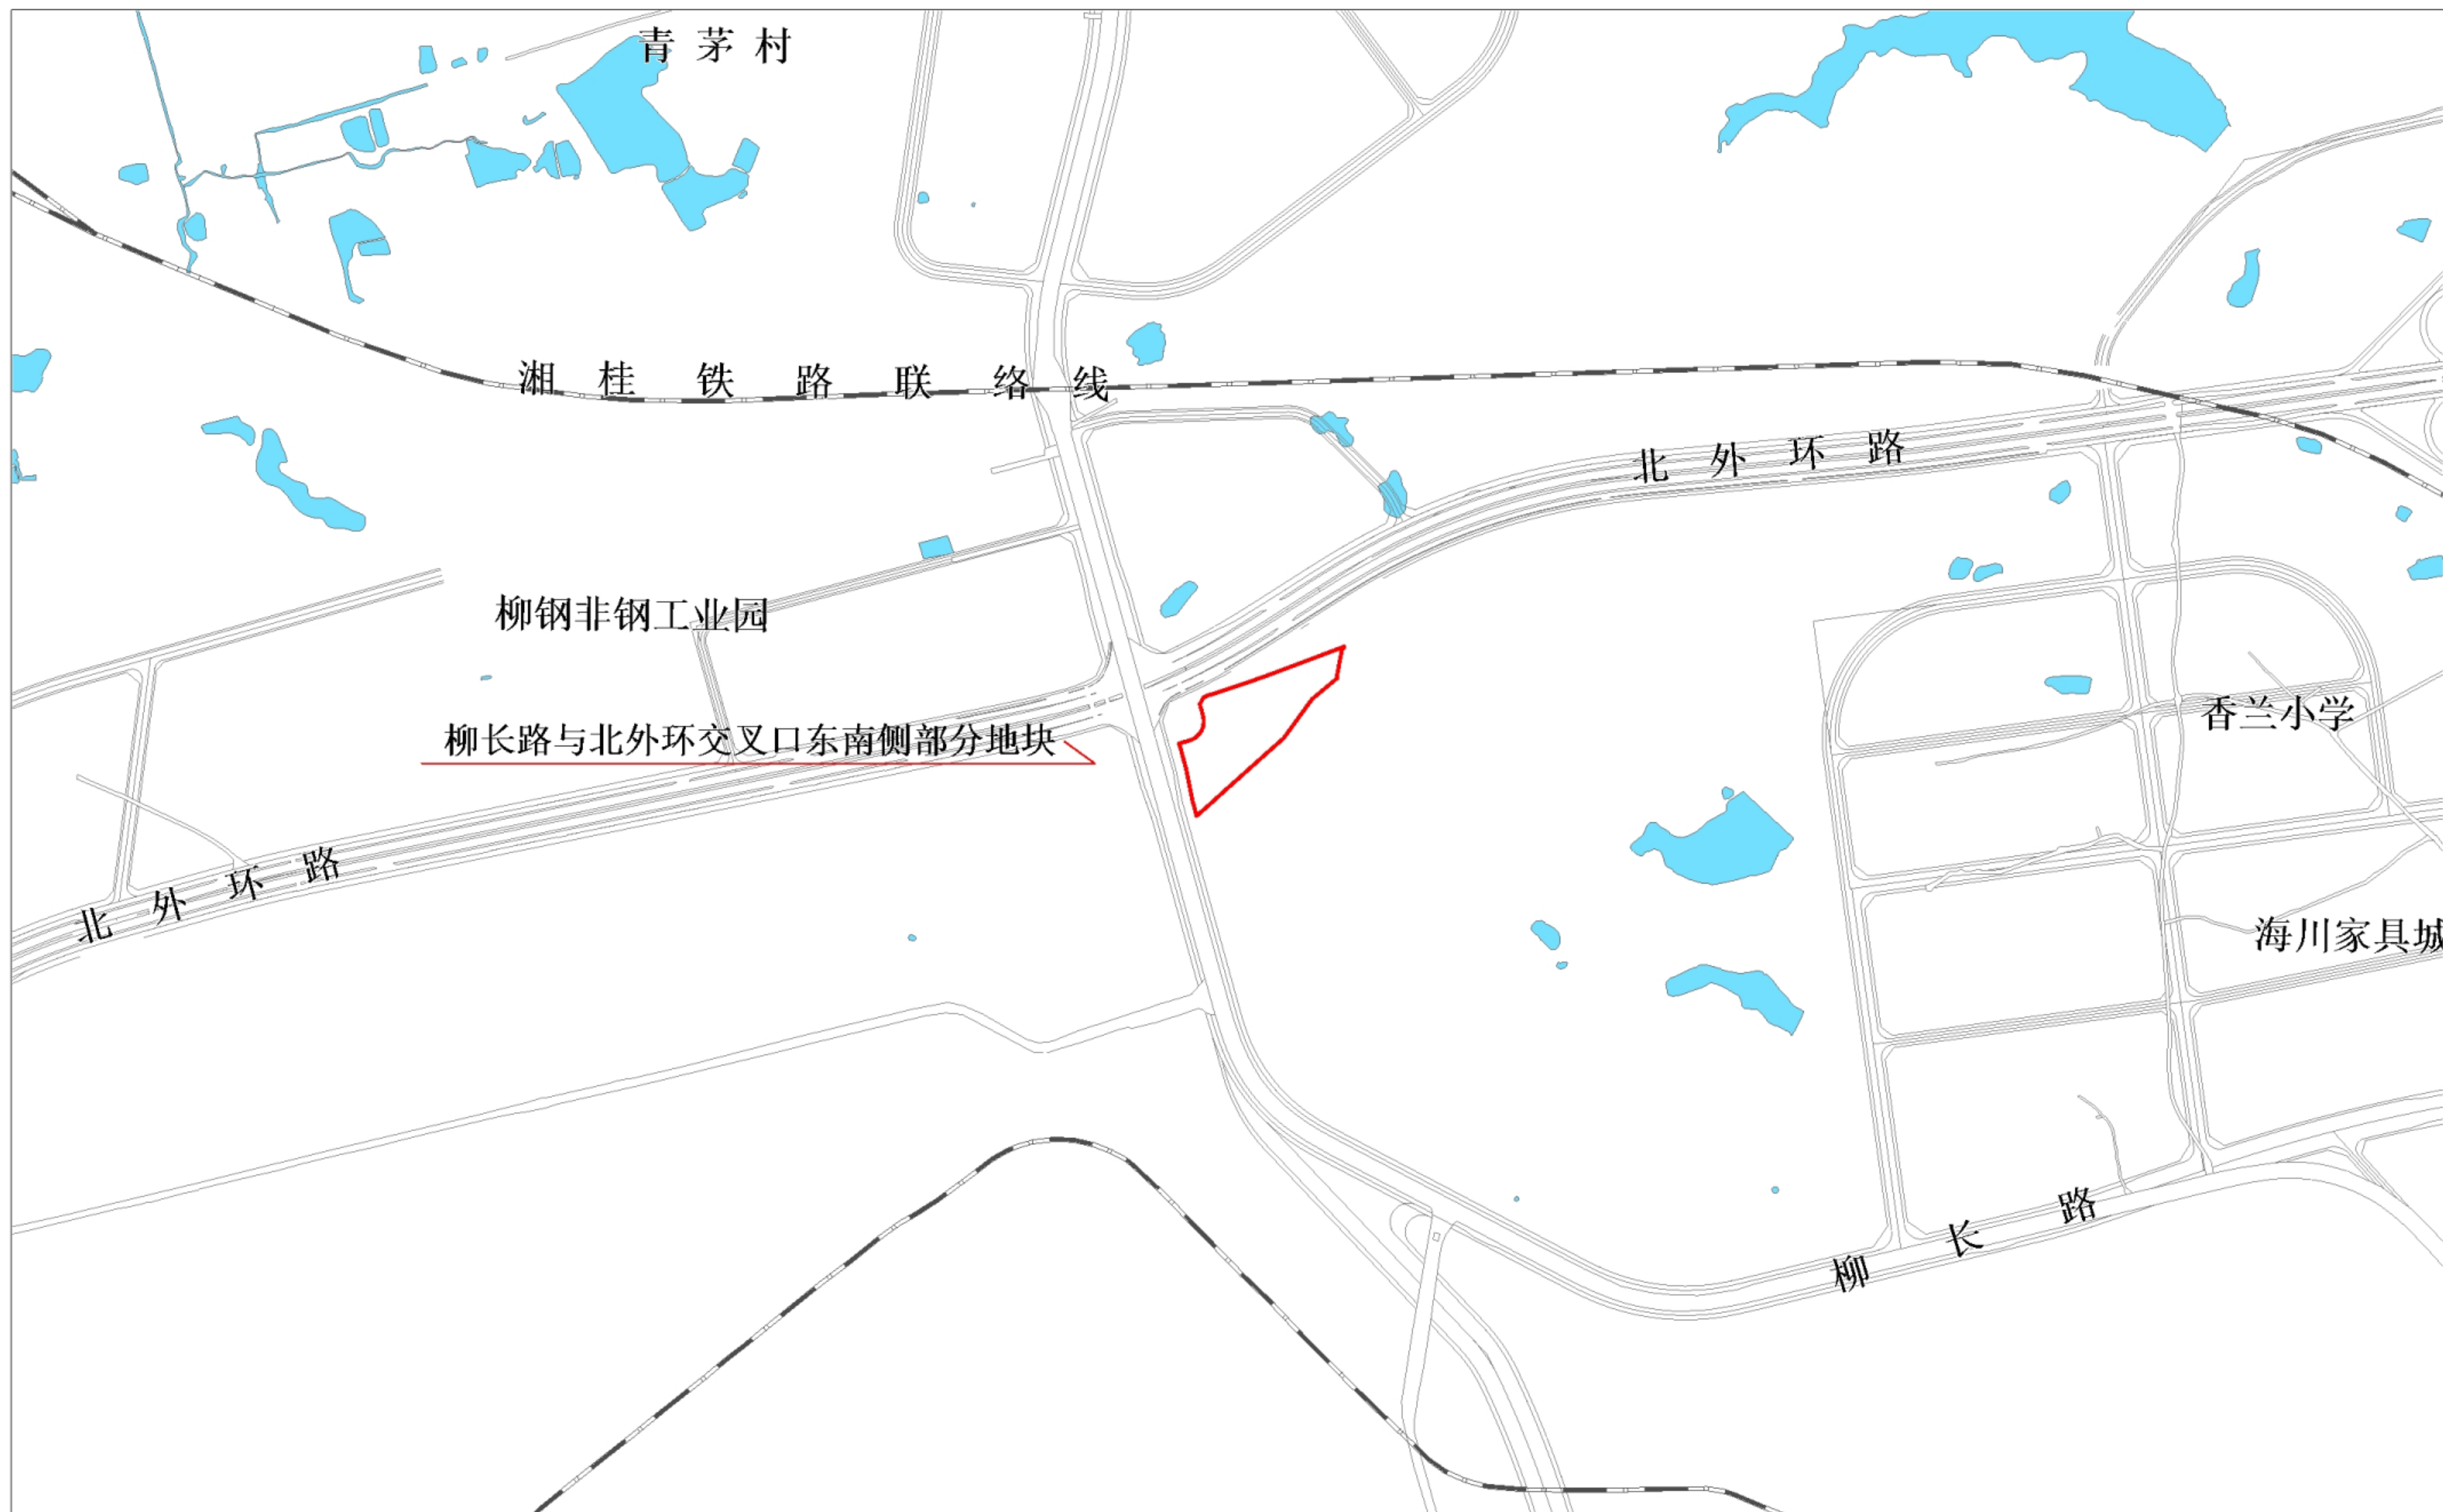 青茅村
湘桂铁路联络线
北外环路
柳钢非钢工业园
香兰小学
柳长路与北外环交叉口东南侧部分地块
北外环路
海川家具城
柳长路